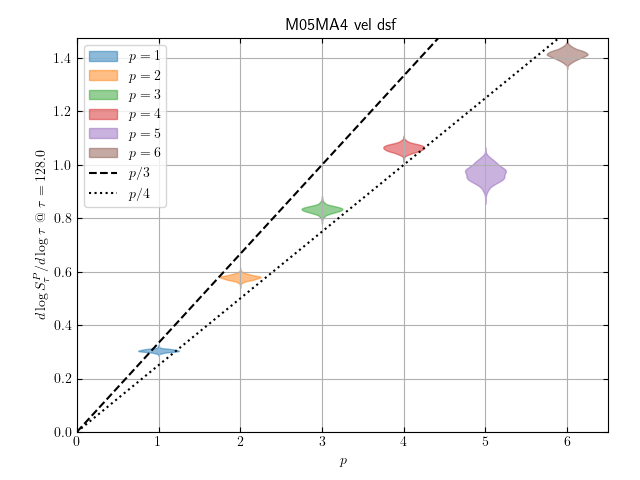 M05MA4 vel dsf
d log S_τ^P / d log τ @ τ = 128.0
1.4
1.2
1.0
0.8
0.6
0.4
0.2
0.0
p = 1
p = 2
p = 3
p = 4
p = 5
p = 6
p/3
p/4
0 1 2 3 4 5 6
p